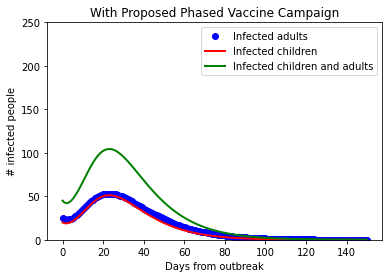 With Proposed Phased Vaccine Campaign
Infected adults
Infected children
Infected children and adults
# infected people
250
200
150
100
50
0
0 20 40 60 80 100 120 140
Days from outbreak